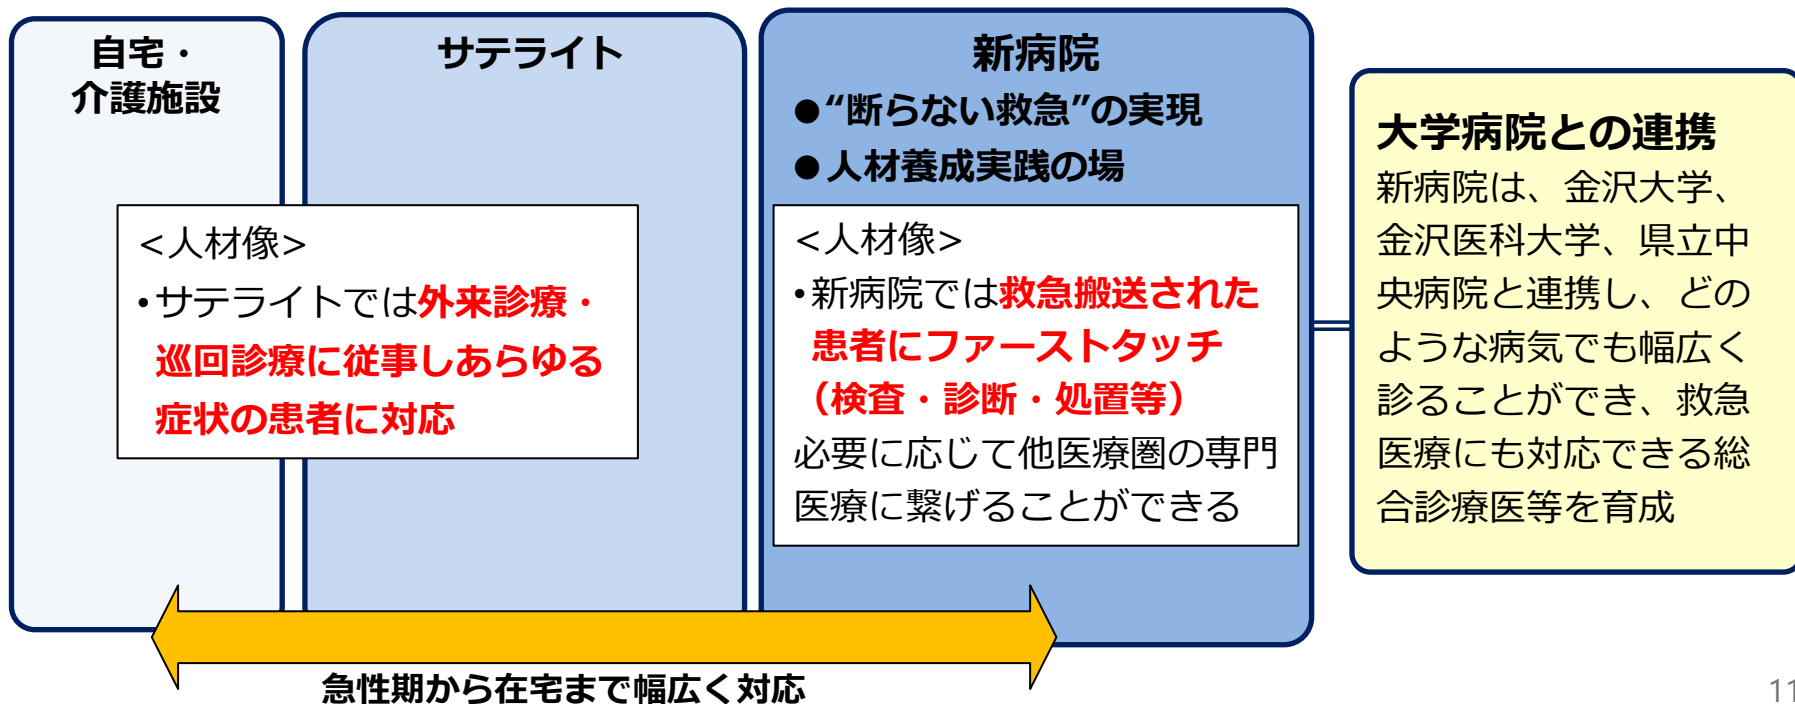 自宅・
介護施設
サテライト
<人材像>
・サテライトでは外来診療・
巡回診療に従事しあらゆる
症状の患者に対応
新病院
●“断らない救急”の実現
●人材養成実践の場
<人材像>
・新病院では救急搬送された
患者にファーストタッチ
（検査・診断・処置等）
必要に応じて他医療圏の専門
医療に繋げることができる
大学病院との連携
新病院は、金沢大学、
金沢医科大学、県立中
央病院と連携し、どの
ような病気でも幅広く
診ることができ、救急
医療にも対応できる総
合診療医等を育成
急性期から在宅まで幅広く対応
11